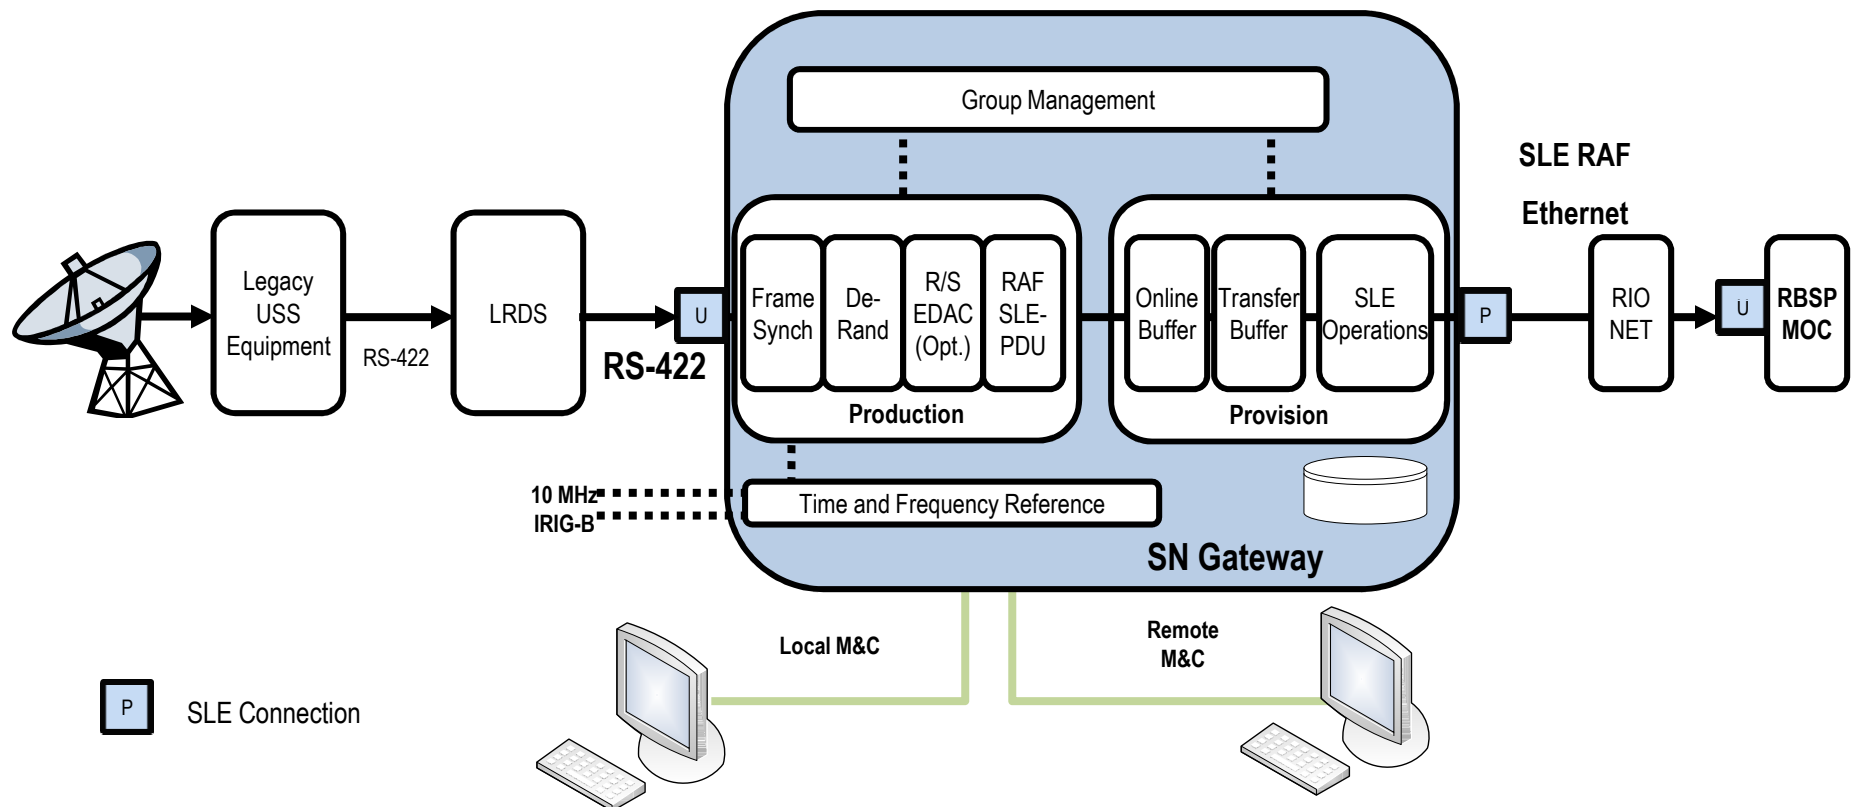 Group Management
SLE RAF
Ethernet
Legacy
USS
Equipment
RS-422
LRDS
RS-422
U
Frame
Synch
De-
Rand
R/S
EDAC
(Opt.)
RAF
SLE-
PDU
Production
Online
Buffer
Transfer
Buffer
SLE
Operations
Provision
P
RIO
NET
U
RBSP
MOC
10 MHz
IRIG-B
Time and Frequency Reference
SN Gateway
Local M&C
Remote
M&C
P
SLE Connection